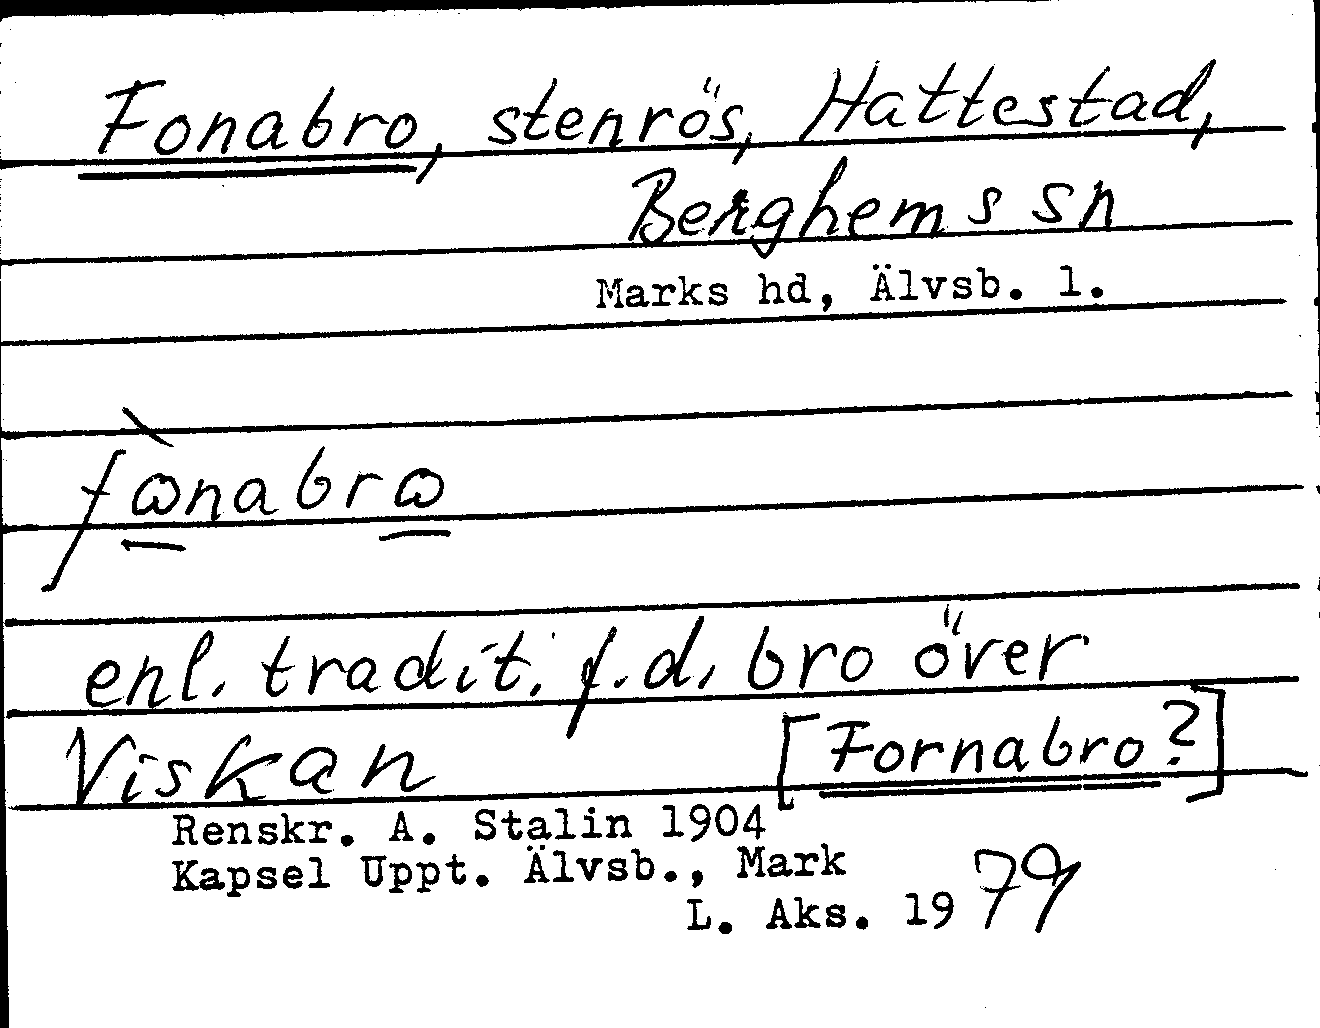 Fonabro, stenrös, Hattestad,
Berghems sn
Marks hd, Älvsb. l.
fὼnabrω
enl. tradit. f.d. bro över
Viskan [Fornabro?]
Renskr. A. Stalin 1904
Kapsel Uppt. Älvsb., Mark
L. Aks. 1979